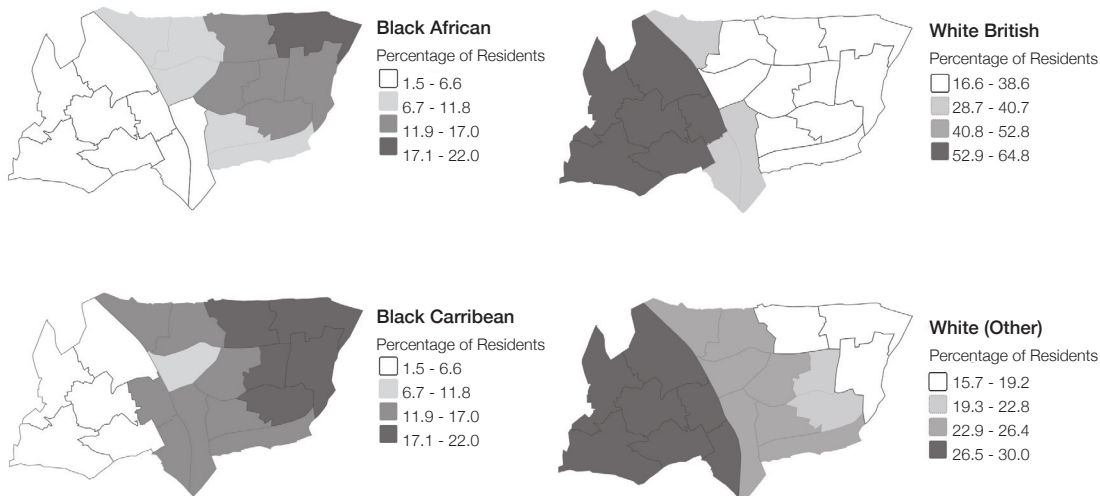 Black African
Percentage of Residents
1.5 - 6.6
6.7 - 11.8
11.9 - 17.0
17.1 - 22.0
White British
Percentage of Residents
16.6 - 38.6
28.7 - 40.7
40.8 - 52.8
52.9 - 64.8
Black Carribean
Percentage of Residents
1.5 - 6.6
6.7 - 11.8
11.9 - 17.0
17.1 - 22.0
White (Other)
Percentage of Residents
15.7 - 19.2
19.3 - 22.8
22.9 - 26.4
26.5 - 30.0